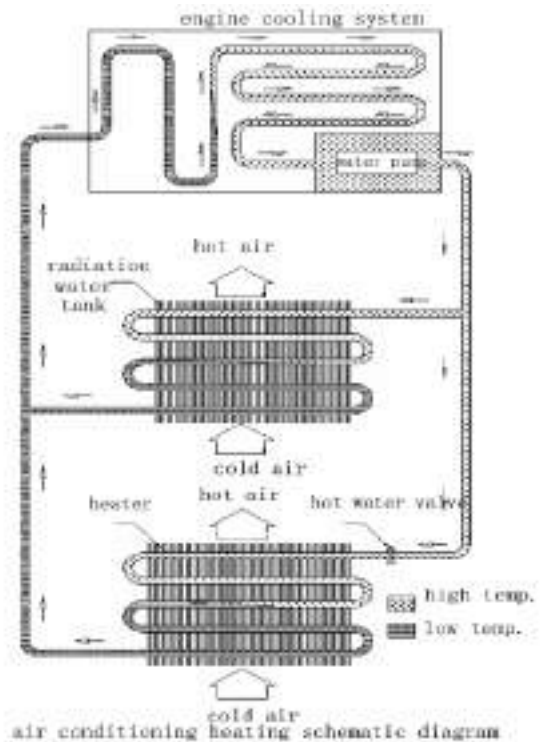 engine cooling system
water pump
hot air
radiation
water
tank
cold air
hot air
heater
hot water valve
high temp.
low temp.
cold air
air conditioning heating schematic diagram